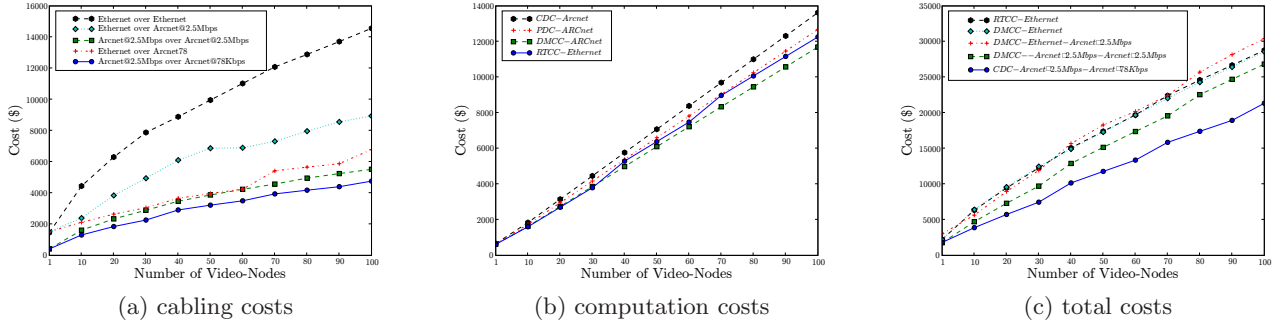 16000
14000
12000
10000
8000
6000
4000
2000
0
Cost ($)
Ethernet over Ethernet
Ethernet over Arcnet@2.5Mbps
Arcnet@2.5Mbps over Arcnet@2.5Mbps
Ethernet over Arcnet78
Arcnet@2.5Mbps over Arcnet@78Kbps
1 10 20 30 40 50 60 70 80 90 100
Number of Video-Nodes
(a) cabling costs
14000
12000
10000
8000
6000
4000
2000
0
Cost ($)
CDC-Arcnet
PDC-ARCnet
DMCC-ARCnet
RTCC-Ethernet
1 10 20 30 40 50 60 70 80 90 100
Number of Video-Nodes
(b) computation costs
35000
30000
25000
20000
15000
10000
5000
0
Cost ($)
RTCC-Ethernet
DMCC-Ethernet
DMCC-Ethernet-Arcnet□2.5Mbps
DMCC--Arcnet□2.5Mbps-Arcnet□2.5Mbps
CDC-Arcnet□2.5Mbps-Arcnet□78Kbps
1 10 20 30 40 50 60 70 80 90 100
Number of Video-Nodes
(c) total costs